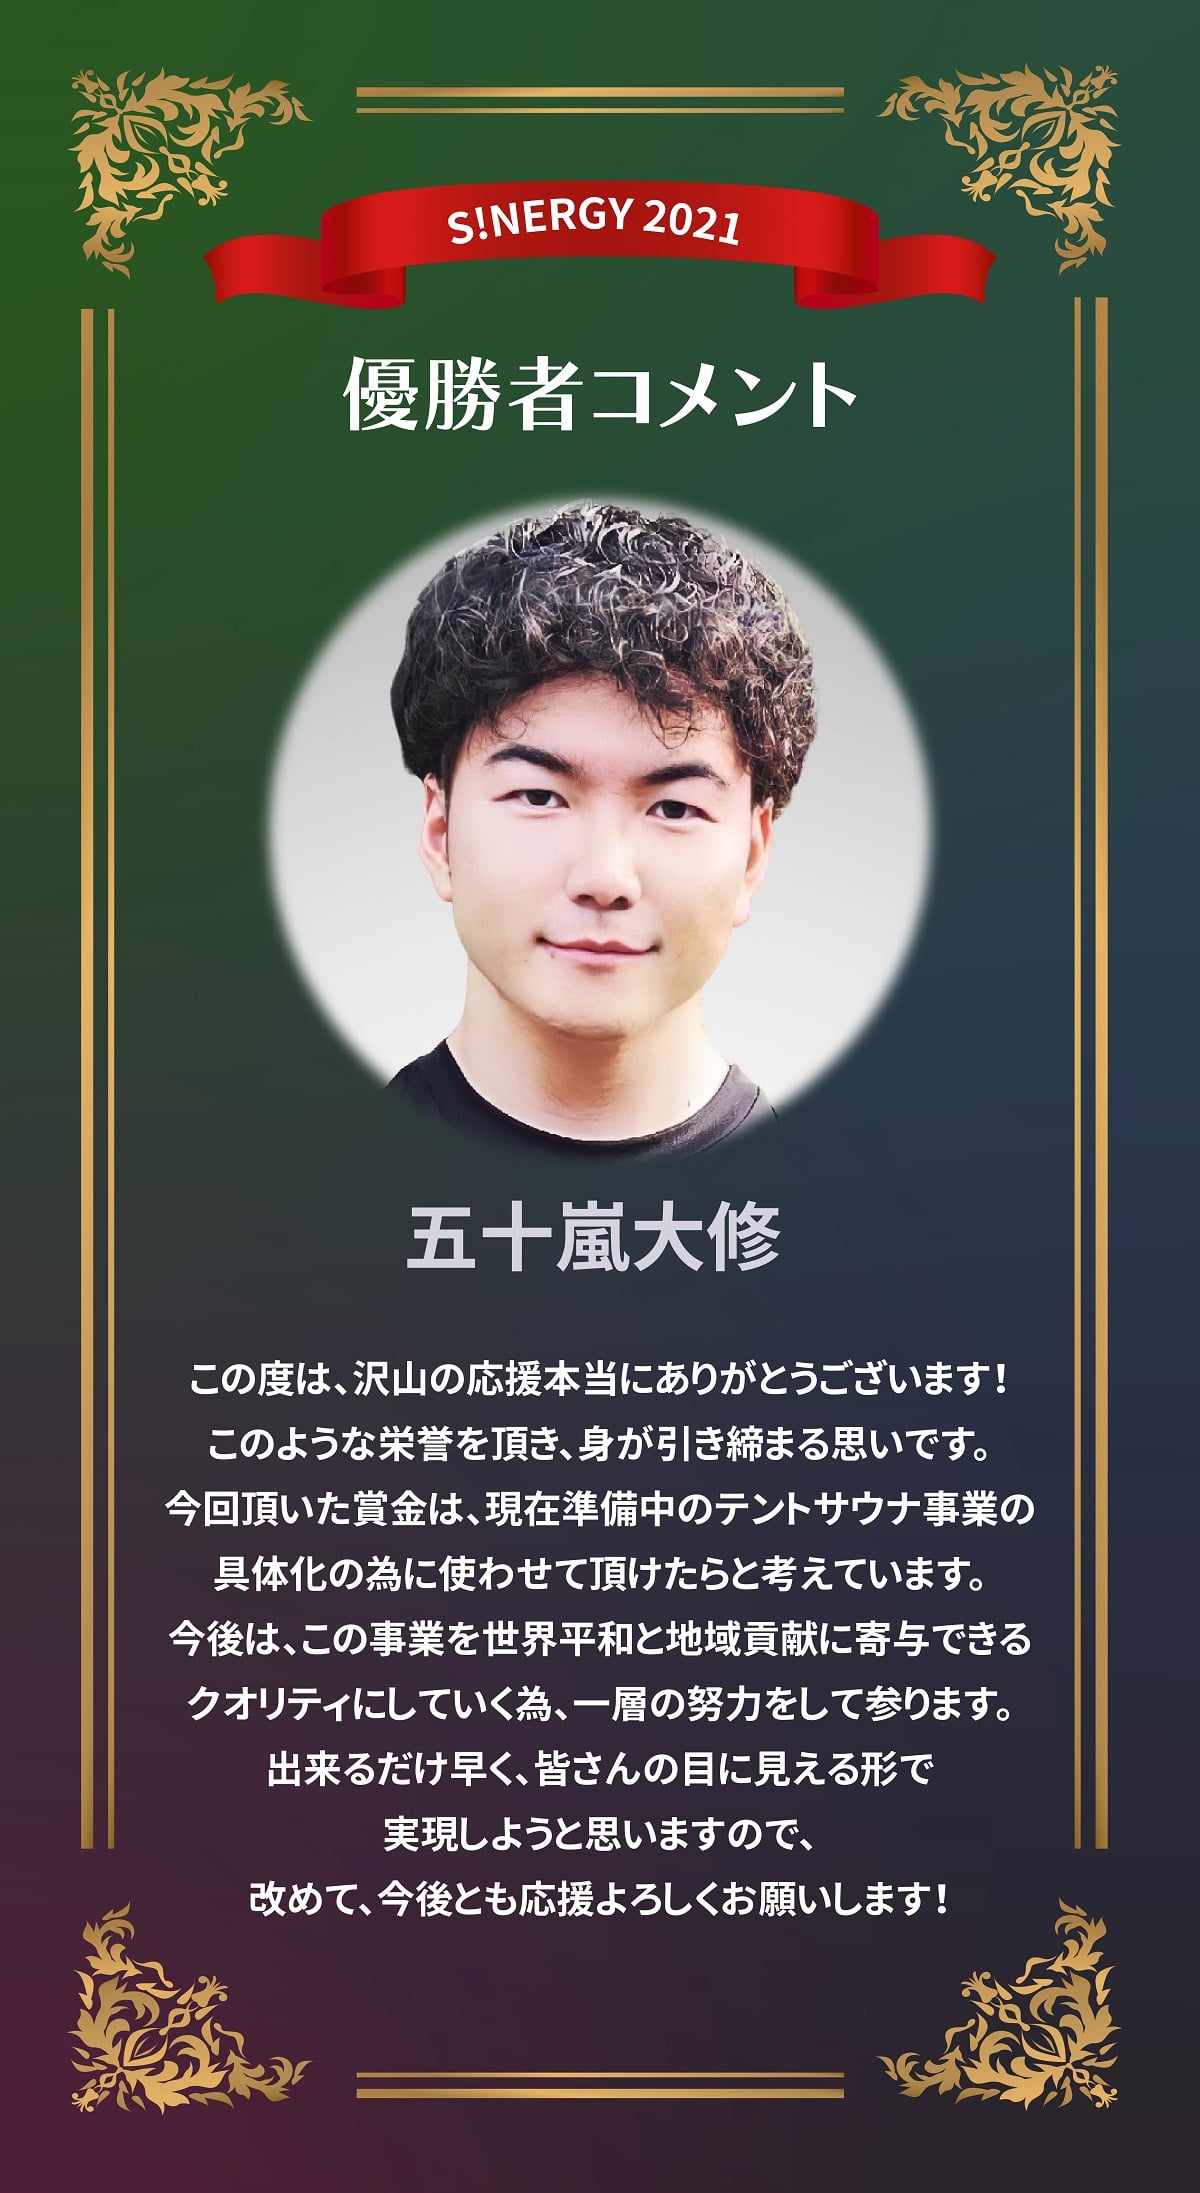 S!NERGY 2021
優勝者コメント
五十嵐大修
この度は、沢山の応援本当にありがとうございます!
このような栄誉を頂き、身が引き締まる思いです。
今回頂いた賞金は、現在準備中のテントサウナ事業の
具体化の為に使わせて頂けたらと考えています。
今後は、この事業を世界平和と地域貢献に寄与できる
クオリティにしていく為、一層の努力をして参ります。
出来るだけ早く、皆さんの目に見える形で
実現しようと思いますので、
改めて、今後とも応援よろしくお願いします!